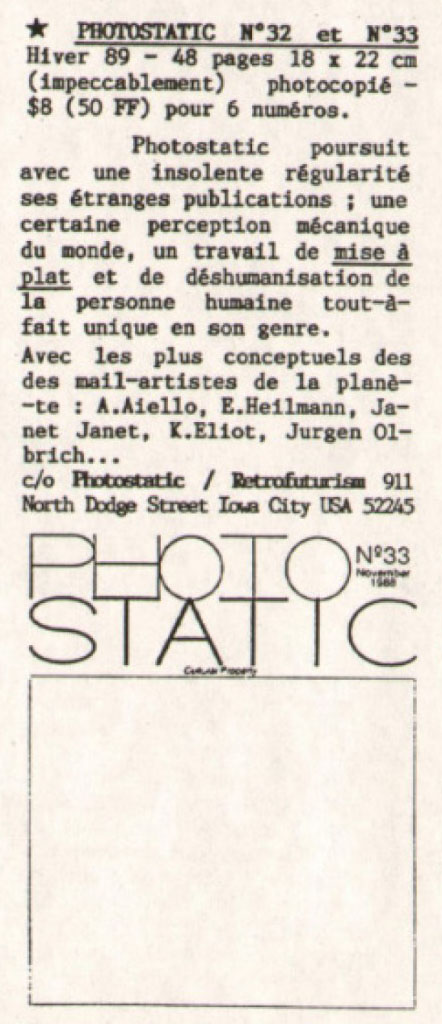 ★ PHOTOSTATIC N°32 et N°33
Hiver 89 - 48 pages 18 x 22 cm
(impeccablement) photocopié -
$8 (50 FF) pour 6 numéros.
Photostatic poursuit
avec une insolente régularité
ses étranges publications ; une
certaine perception mécanique
du monde, un travail de mise à
plat et de déshumanisation de
la personne humaine tout-à-
fait unique en son genre.
Avec les plus conceptuels des
des mail-artistes de la planè-
-te : A.Aiello, E.Heilmann, Ja-
net Janet, K.Eliot, Jurgen Ol-
brich...
c/o Photostatic / Retrofuturism 911
North Dodge Street Iowa City USA 52245
PHOTO
Nº33
November
1988
STATIC
Cultural Property